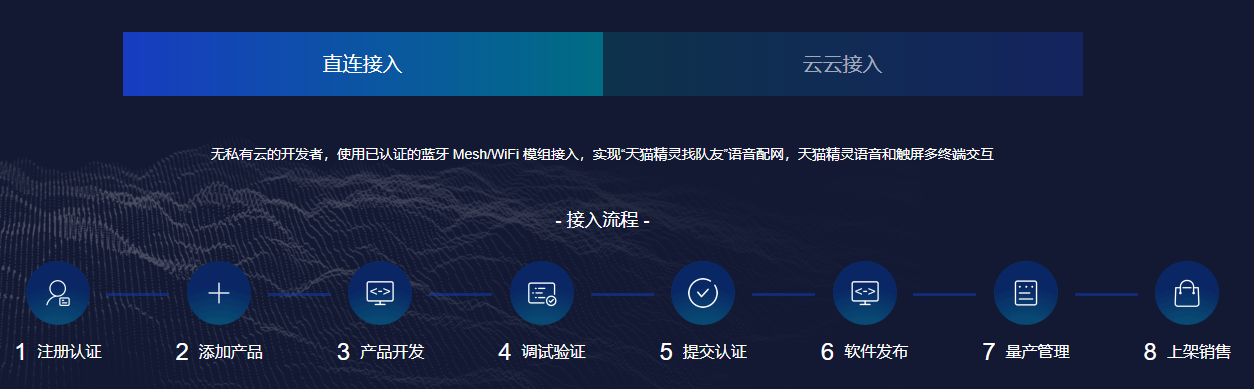 直连接入 云云接入
无私有云的开发者，使用已认证的蓝牙 Mesh/WiFi 模组接入，实现“天猫精灵找队友”语音配网，天猫精灵语音和触屏多终端交互
- 接入流程 -
1 注册认证 2 添加产品 3 产品开发 4 调试验证 5 提交认证 6 软件发布 7 量产管理 8 上架销售